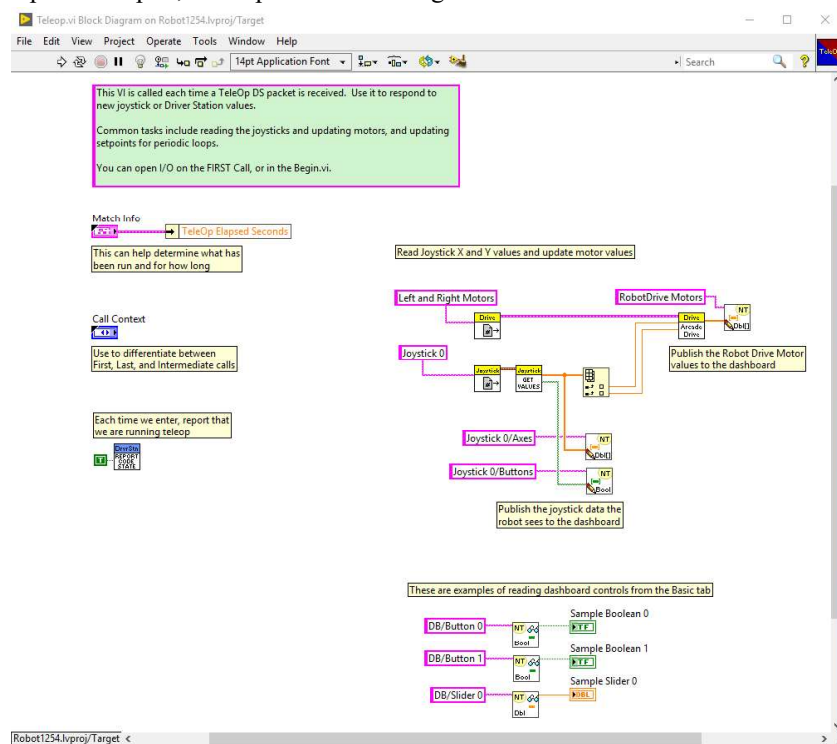 Teleop.vi Block Diagram on Robot1254.lvproj/Target
File Edit View Project Operate Tools Window Help
14pt Application Font
Search
TeleO
This VI is called each time a TeleOp DS packet is received. Use it to respond to
new joystick or Driver Station values.
Common tasks include reading the joysticks and updating motors, and updating
setpoints for periodic loops.
You can open I/O on the FIRST Call, or in the Begin.vi.
Match Info
TeleOp Elapsed Seconds
This can help determine what has
been run and for how long
Call Context
Use to differentiate between
First, Last, and Intermediate calls
Each time we enter, report that
we are running teleop
T
DrvrStn
REPORT
CODE
STATE
Read Joystick X and Y values and update motor values
Left and Right Motors
RobotDrive Motors
Drive
Drive
Arcade
Drive
NT
Dbl[]
Publish the Robot Drive Motor
values to the dashboard
Joystick 0
Joystick
Joystick
GET
VALUES
Joystick 0/Axes
NT
Dbl[]
Joystick 0/Buttons
NT
Bool
Publish the joystick data the
robot sees to the dashboard
These are examples of reading dashboard controls from the Basic tab
DB/Button 0
NT
Bool
Sample Boolean 0
TF
DB/Button 1
NT
Bool
Sample Boolean 1
TF
DB/Slider 0
NT
Dbl
Sample Slider 0
DBL
Robot1254.lvproj/Target